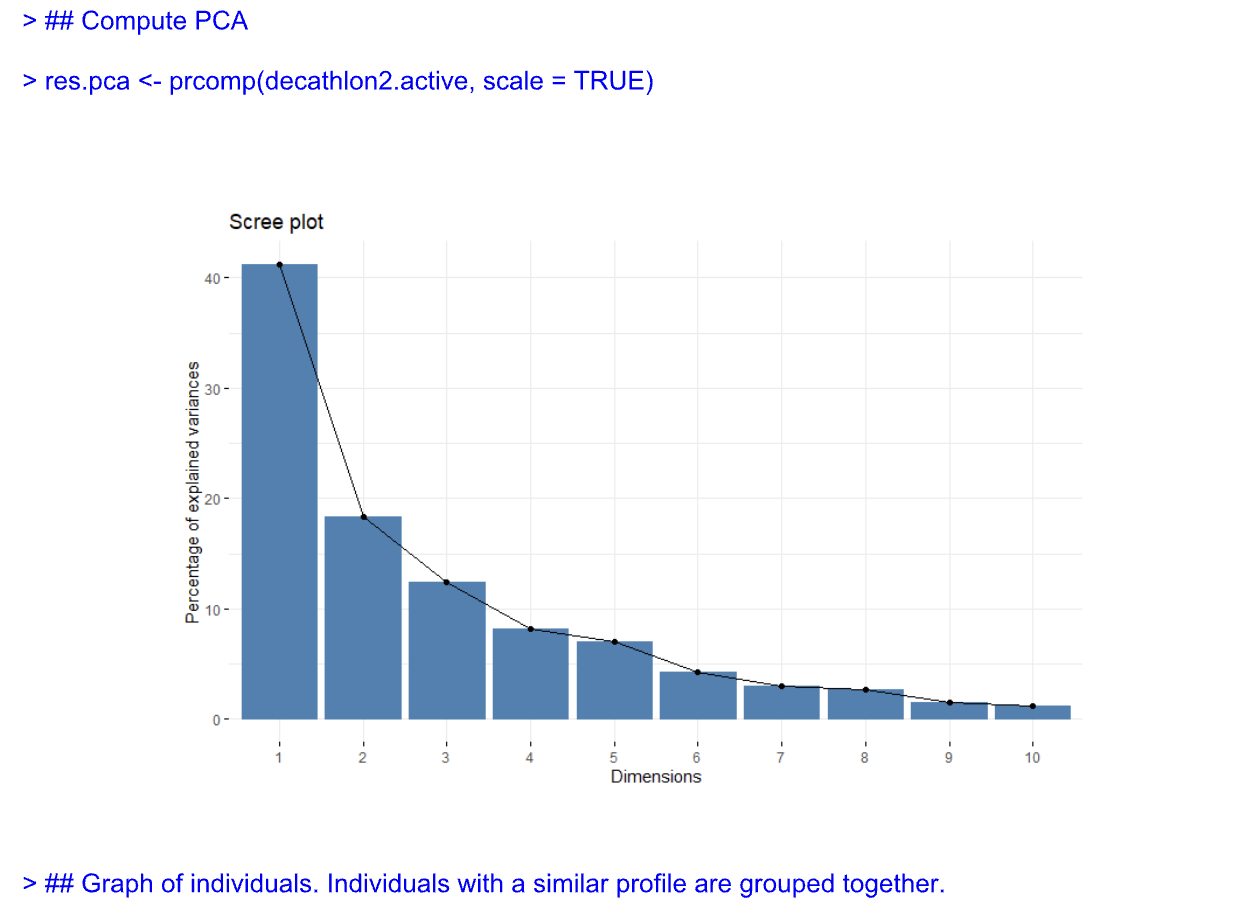 > ## Compute PCA
> res.pca <- prcomp(decathlon2.active, scale = TRUE)
Scree plot
Percentage of explained variances
40
30
20
10
0
1 2 3 4 5 6 7 8 9 10
Dimensions
> ## Graph of individuals. Individuals with a similar profile are grouped together.